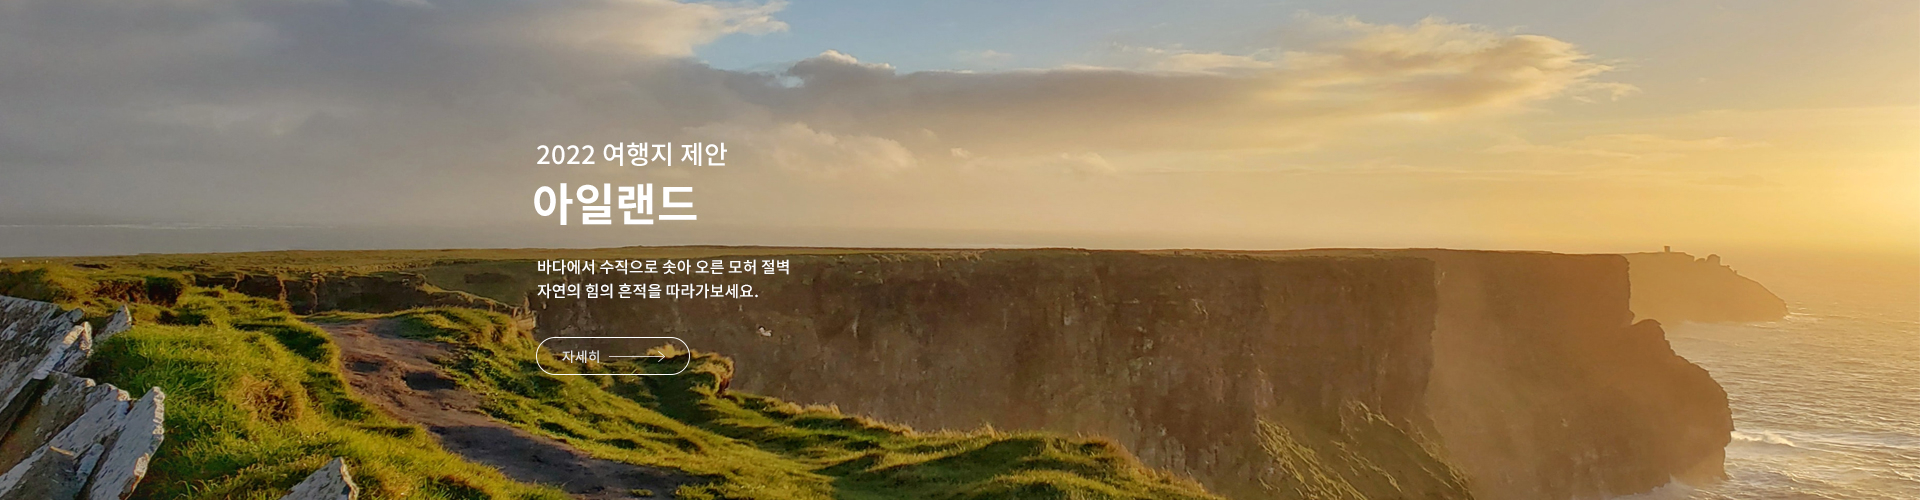 2022 여행지 제안
아일랜드
바다에서 수직으로 솟아 오른 모허 절벽
자연의 힘의 흔적을 따라가보세요.
자세히